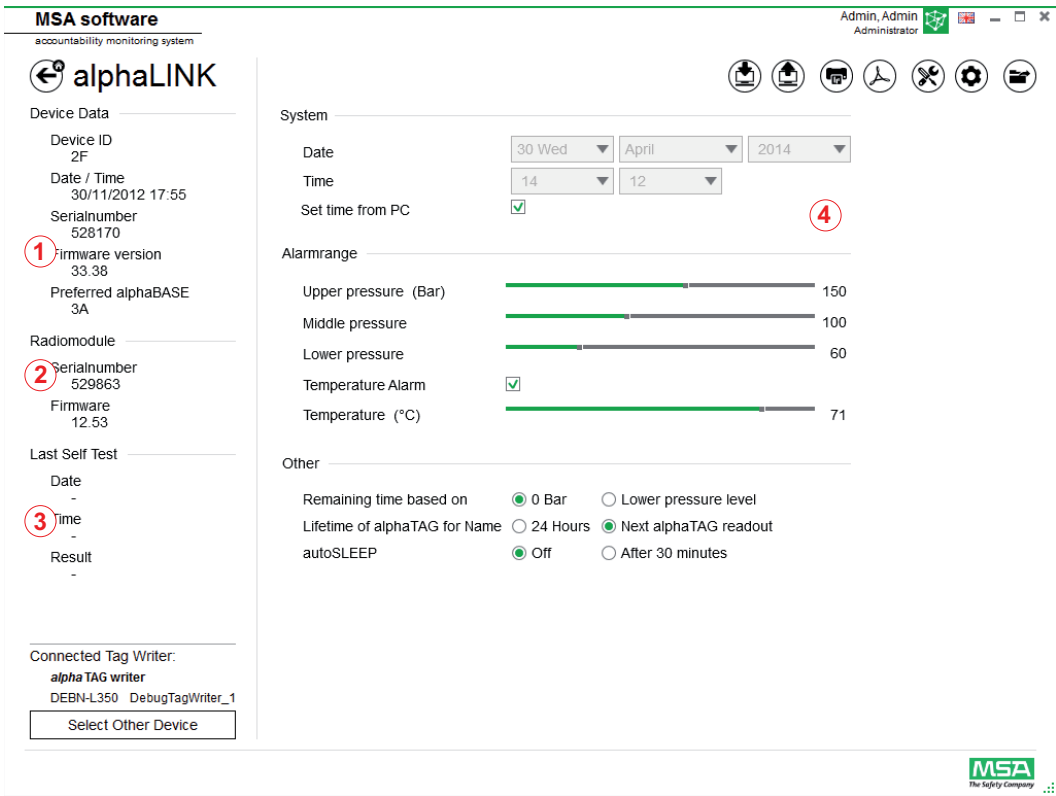 MSA software
accountability monitoring system
Admin, Admin
Administrator
alphaLINK
Device Data
Device ID
2F
Date / Time
30/11/2012 17:55
Serialnumber
528170
1
Firmware version
33.38
Preferred alphaBASE
3A
Radiomodule
2
Serialnumber
529863
Firmware
12.53
Last Self Test
Date
-
3
Time
-
Result
-
Connected Tag Writer:
alphaTAG writer
DEBN-L350 DebugTagWriter_1
Select Other Device
System
Date 30 Wed April 2014
Time 14 12
Set time from PC
4
Alarmrange
Upper pressure (Bar) 150
Middle pressure 100
Lower pressure 60
Temperature Alarm
Temperature (°C) 71
Other
Remaining time based on 0 Bar Lower pressure level
Lifetime of alphaTAG for Name 24 Hours Next alphaTAG readout
autoSLEEP Off After 30 minutes
MSA
The Safety Company